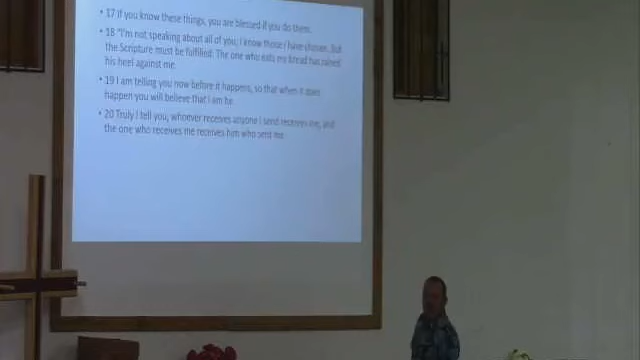 • 17 If you know these things, you are blessed if you do them.
• 18 "I'm not speaking about all of you; I know those I have chosen. But
the Scripture must be fulfilled: The one who eats my bread has raised
his heel against me.
• 19 I am telling you now before it happens, so that when it does
happen you will believe that I am he.
• 20 Truly I tell you, whoever receives anyone I send receives me, and
the one who receives me receives him who sent me.